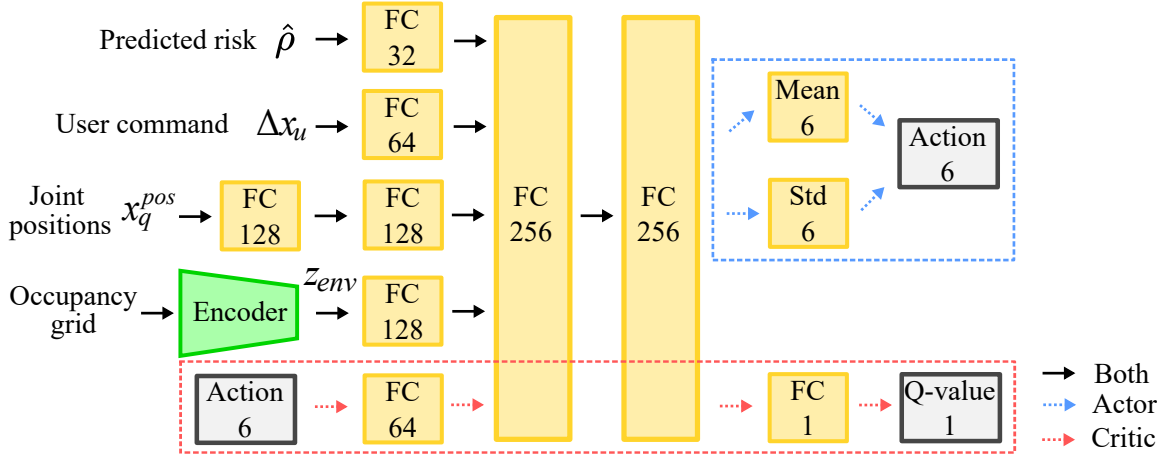 Predicted risk ρ̂
FC
32
User command Δx_u
FC
64
Joint
positions x_q^{pos}
FC
128
FC
128
Occupancy
grid
Encoder
z_{env}
FC
128
Action
6
FC
64
FC
256
FC
256
Mean
6
Std
6
Action
6
FC
1
Q-value
1
Both
Actor
Critic